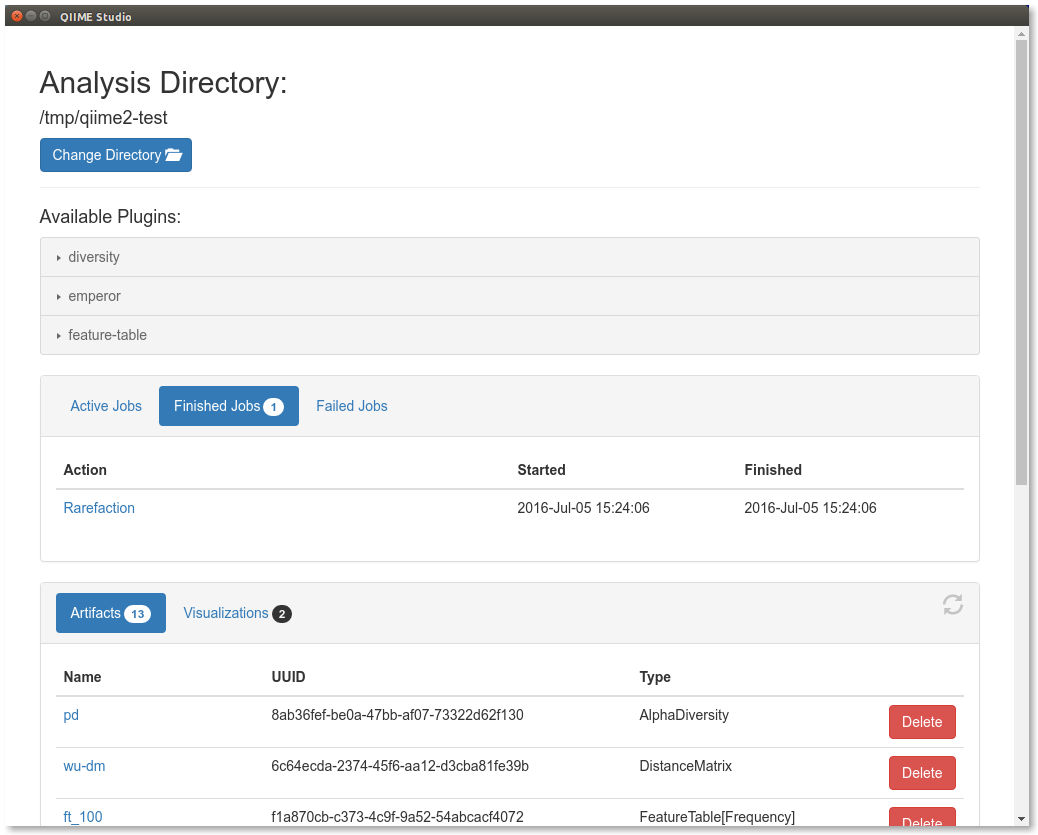 QIIME Studio
Analysis Directory:
/tmp/qiime2-test
Change Directory
Available Plugins:
diversity
emperor
feature-table
Active Jobs Finished Jobs 1 Failed Jobs
Action Started Finished
Rarefaction 2016-Jul-05 15:24:06 2016-Jul-05 15:24:06
Artifacts 13 Visualizations 2
Name UUID Type
pd 8ab36fef-be0a-47bb-af07-73322d62f130 AlphaDiversity Delete
wu-dm 6c64ecda-2374-45f6-aa12-d3cba81fe39b DistanceMatrix Delete
ft_100 f1a870cb-c373-4c9f-9a52-54abcacf4072 FeatureTable[Frequency] Delete